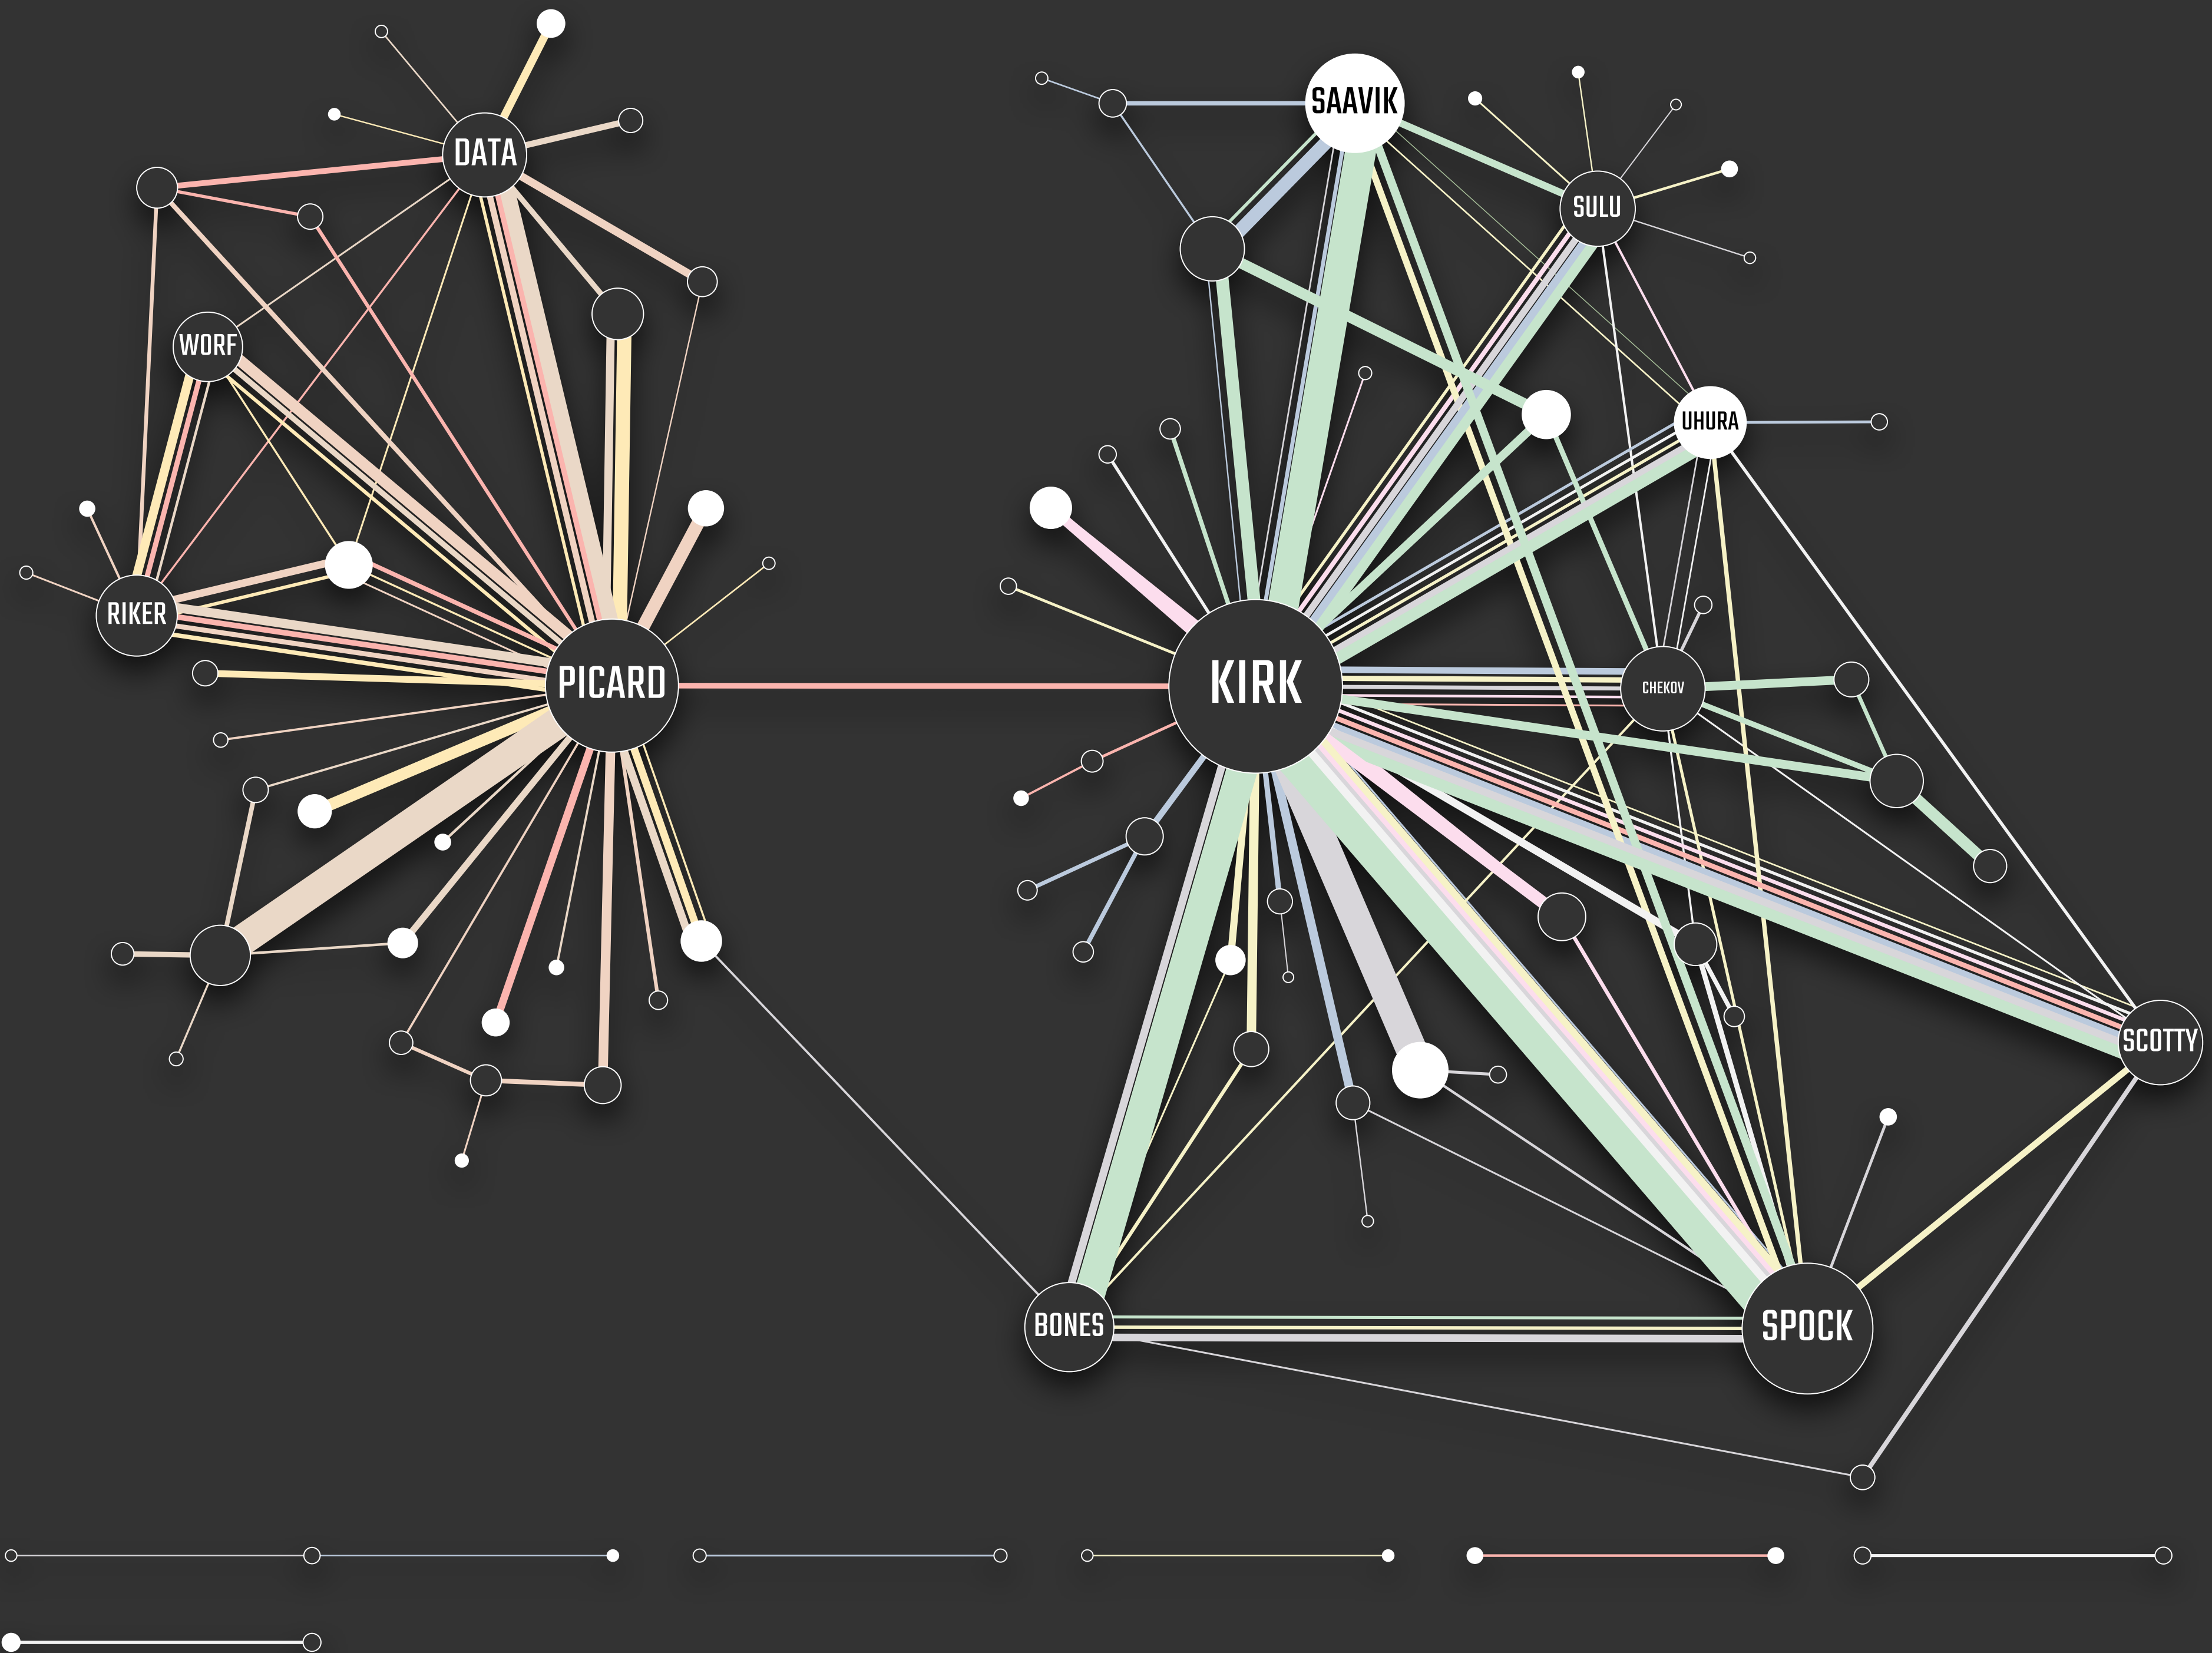 SAAVIK
DATA
SULU
WORF
UHURA
RIKER
PICARD
KIRK
CHEKOV
SCOTTY
BONES
SPOCK